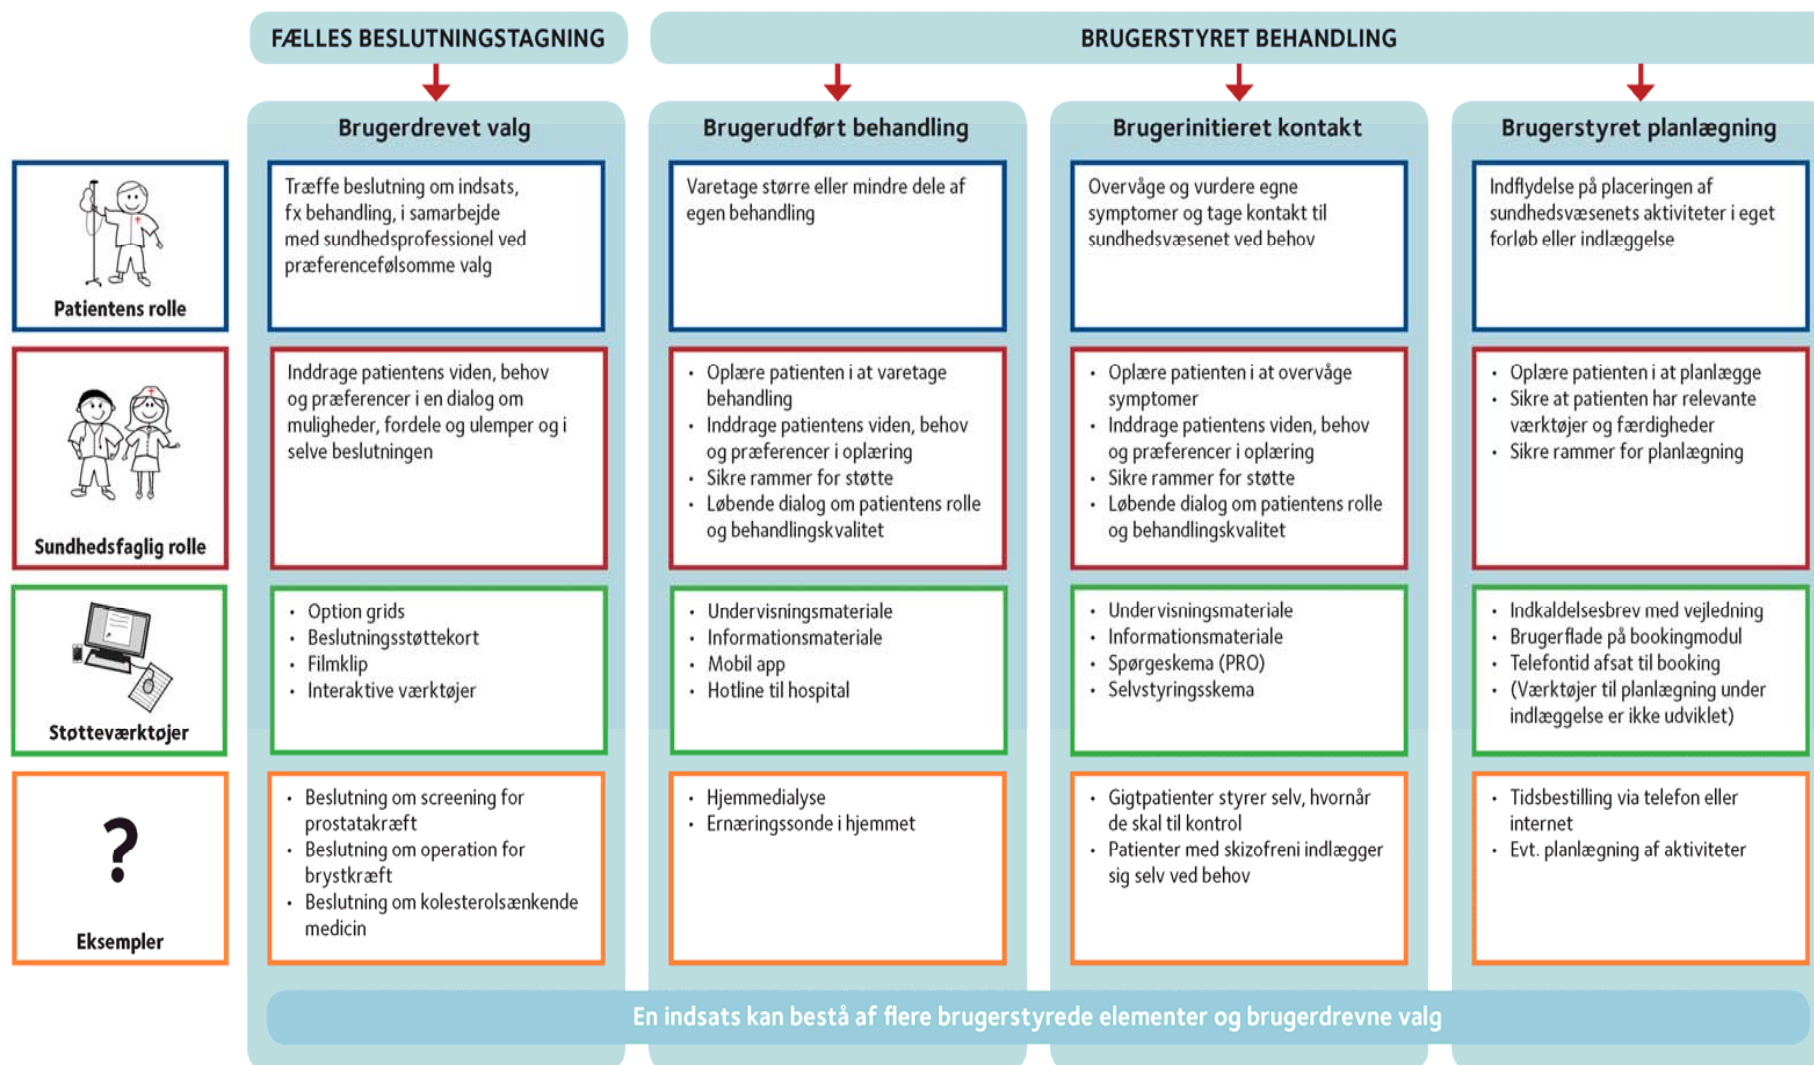 FÆLLES BESLUTNINGSTAGNING
BRUGERSTYRET BEHANDLING
Brugerdrevet valg
Brugerudført behandling
Brugerinitieret kontakt
Brugerstyret planlægning
Patientens rolle
Træffe beslutning om indsats,
fx behandling, i samarbejde
med sundhedsprofessionel ved
præferencefølsomme valg
Varetage større eller mindre dele af
egen behandling
Overvåge og vurdere egne
symptomer og tage kontakt til
sundhedsvæsenet ved behov
Indflydelse på placeringen af
sundhedsvæsenets aktiviteter i eget
forløb eller indlæggelse
Sundhedsfaglig rolle
Inddrage patientens viden, behov
og præferencer i en dialog om
muligheder, fordele og ulemper og i
selve beslutningen
• Oplære patienten i at varetage
behandling
• Inddrage patientens viden, behov
og præferencer i oplæring
• Sikre rammer for støtte
• Løbende dialog om patientens rolle
og behandlingskvalitet
• Oplære patienten i at overvåge
symptomer
• Inddrage patientens viden, behov
og præferencer i oplæring
• Sikre rammer for støtte
• Løbende dialog om patientens rolle
og behandlingskvalitet
• Oplære patienten i at planlægge
• Sikre at patienten har relevante
værktøjer og færdigheder
• Sikre rammer for planlægning
Støtteværktøjer
• Option grids
• Beslutningsstøttekort
• Filmklip
• Interaktive værktøjer
• Undervisningsmateriale
• Informationsmateriale
• Mobil app
• Hotline til hospital
• Undervisningsmateriale
• Informationsmateriale
• Spørgeskema (PRO)
• Selvstyringsskema
• Indkaldelsesbrev med vejledning
• Brugerflade på bookingmodul
• Telefontid afsat til booking
• (Værktøjer til planlægning under
indlæggelse er ikke udviklet)
?
Eksempler
• Beslutning om screening for
prostatakræft
• Beslutning om operation for
brystkræft
• Beslutning om kolesterolsænkende
medicin
• Hjemmedialyse
• Ernæringssonde i hjemmet
• Gigtpatienter styrer selv, hvornår
de skal til kontrol
• Patienter med skizofreni indlægger
sig selv ved behov
• Tidsbestilling via telefon eller
internet
• Evt. planlægning af aktiviteter
En indsats kan bestå af flere brugerstyrede elementer og brugerdrevne valg